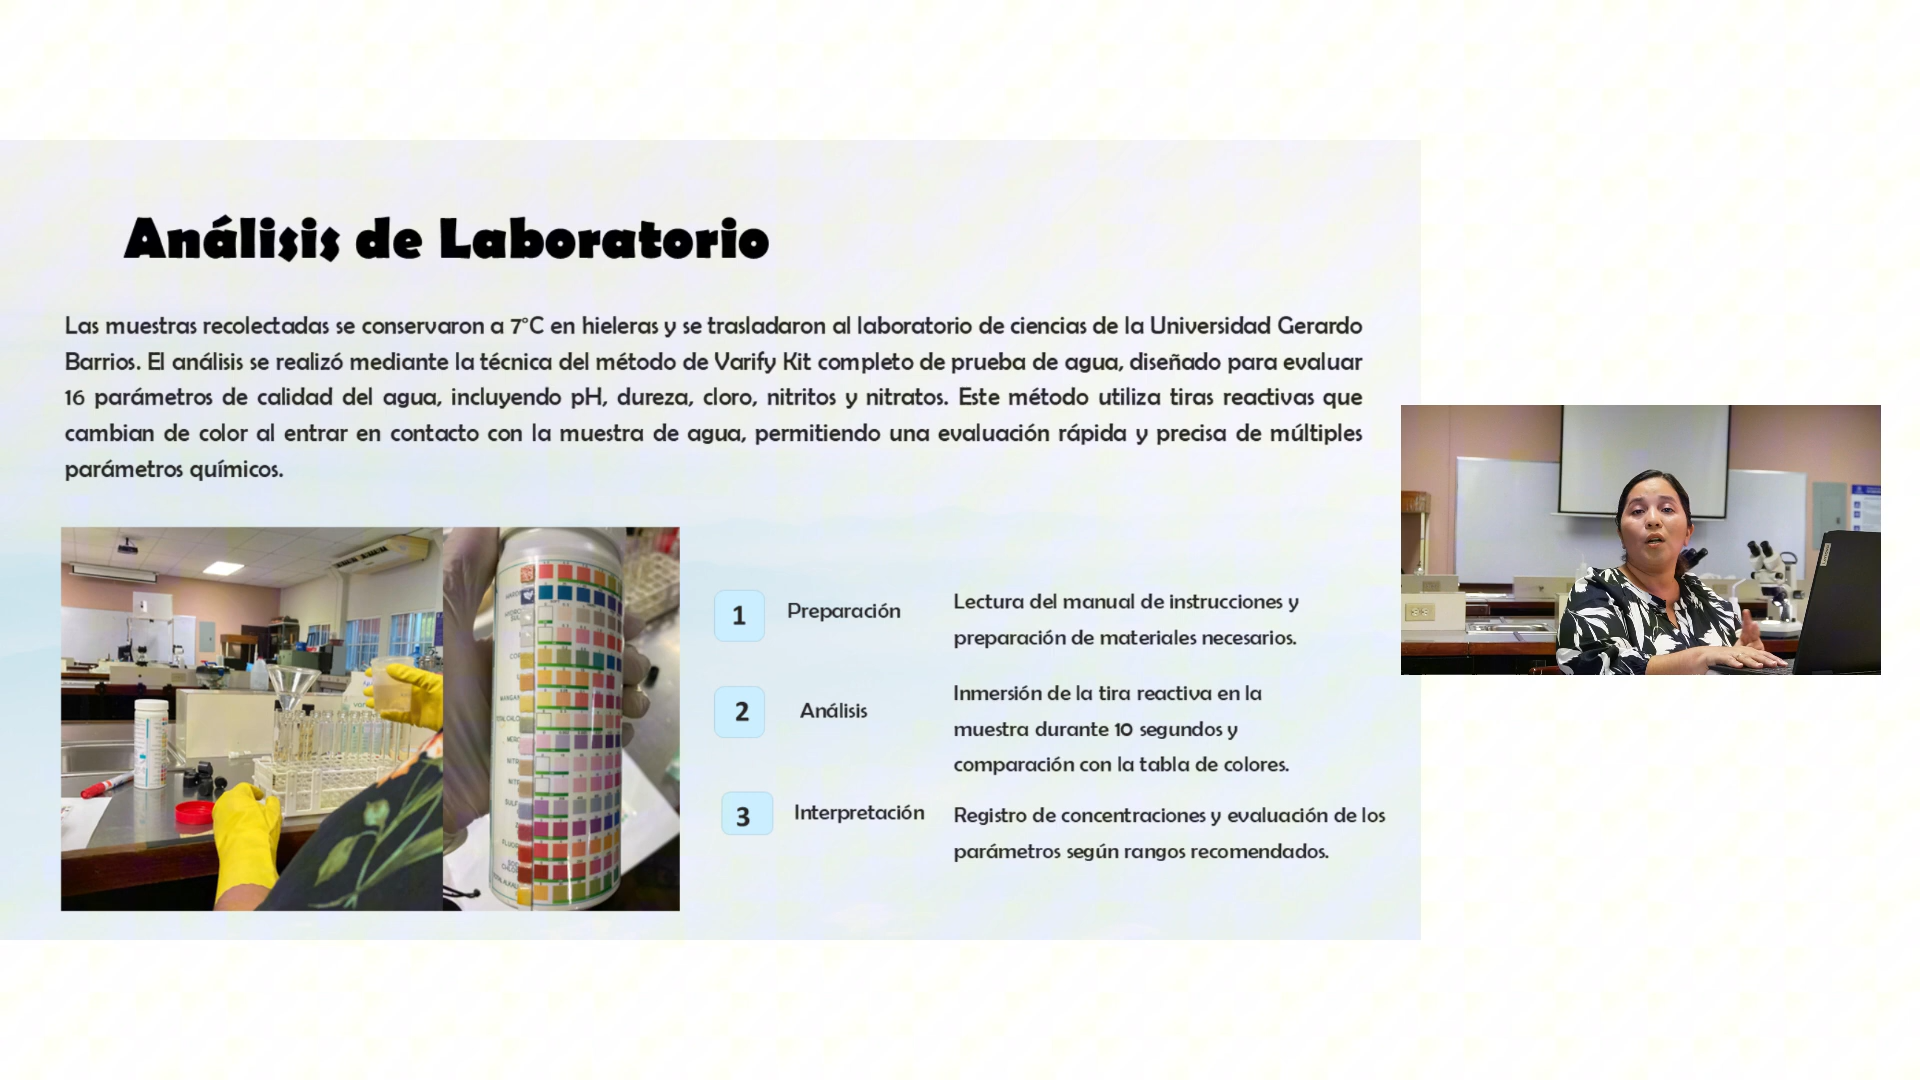 Análisis de Laboratorio
Las muestras recolectadas se conservaron a 7°C en hieleras y se trasladaron al laboratorio de ciencias de la Universidad Gerardo
Barrios. El análisis se realizó mediante la técnica del método de Varify Kit completo de prueba de agua, diseñado para evaluar
16 parámetros de calidad del agua, incluyendo pH, dureza, cloro, nitritos y nitratos. Este método utiliza tiras reactivas que
cambian de color al entrar en contacto con la muestra de agua, permitiendo una evaluación rápida y precisa de múltiples
parámetros químicos.
1
Preparación
Lectura del manual de instrucciones y
preparación de materiales necesarios.
2
Análisis
Inmersión de la tira reactiva en la
muestra durante 10 segundos y
comparación con la tabla de colores.
3
Interpretación
Registro de concentraciones y evaluación de los
parámetros según rangos recomendados.